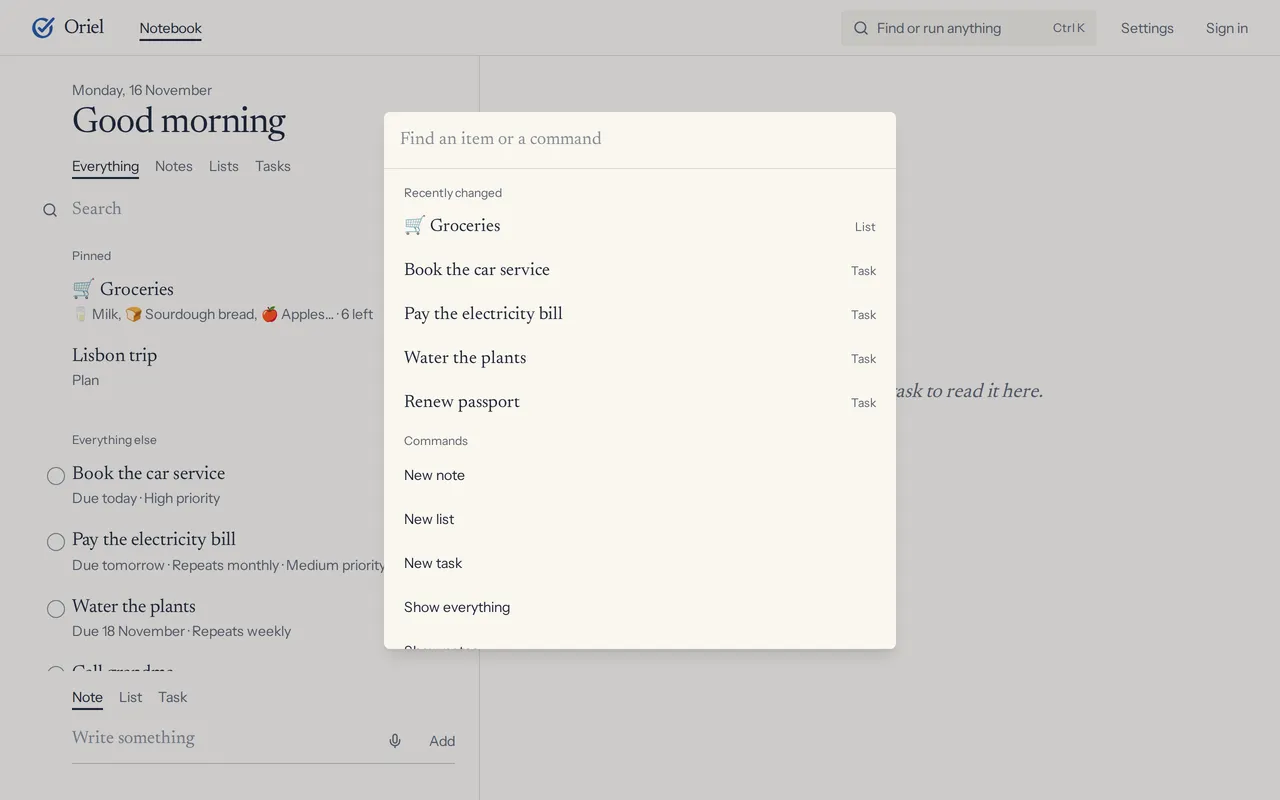 Oriel
Notebook
Find or run anything
Ctrl K
Settings
Sign in
Monday, 16 November
Good morning
Everything
Notes
Lists
Tasks
Search
Pinned
🛒 Groceries
🥛 Milk, 🍞 Sourdough bread, 🍎 Apples… · 6 left
Lisbon trip
Plan
Everything else
Book the car service
Due today · High priority
Pay the electricity bill
Due tomorrow · Repeats monthly · Medium priority
Water the plants
Due 18 November · Repeats weekly
Call grandma
Note
List
Task
Write something
Add
Find an item or a command
Recently changed
🛒 Groceries
List
Book the car service
Task
Pay the electricity bill
Task
Water the plants
Task
Renew passport
Task
Commands
New note
New list
New task
Show everything
task to read it here.